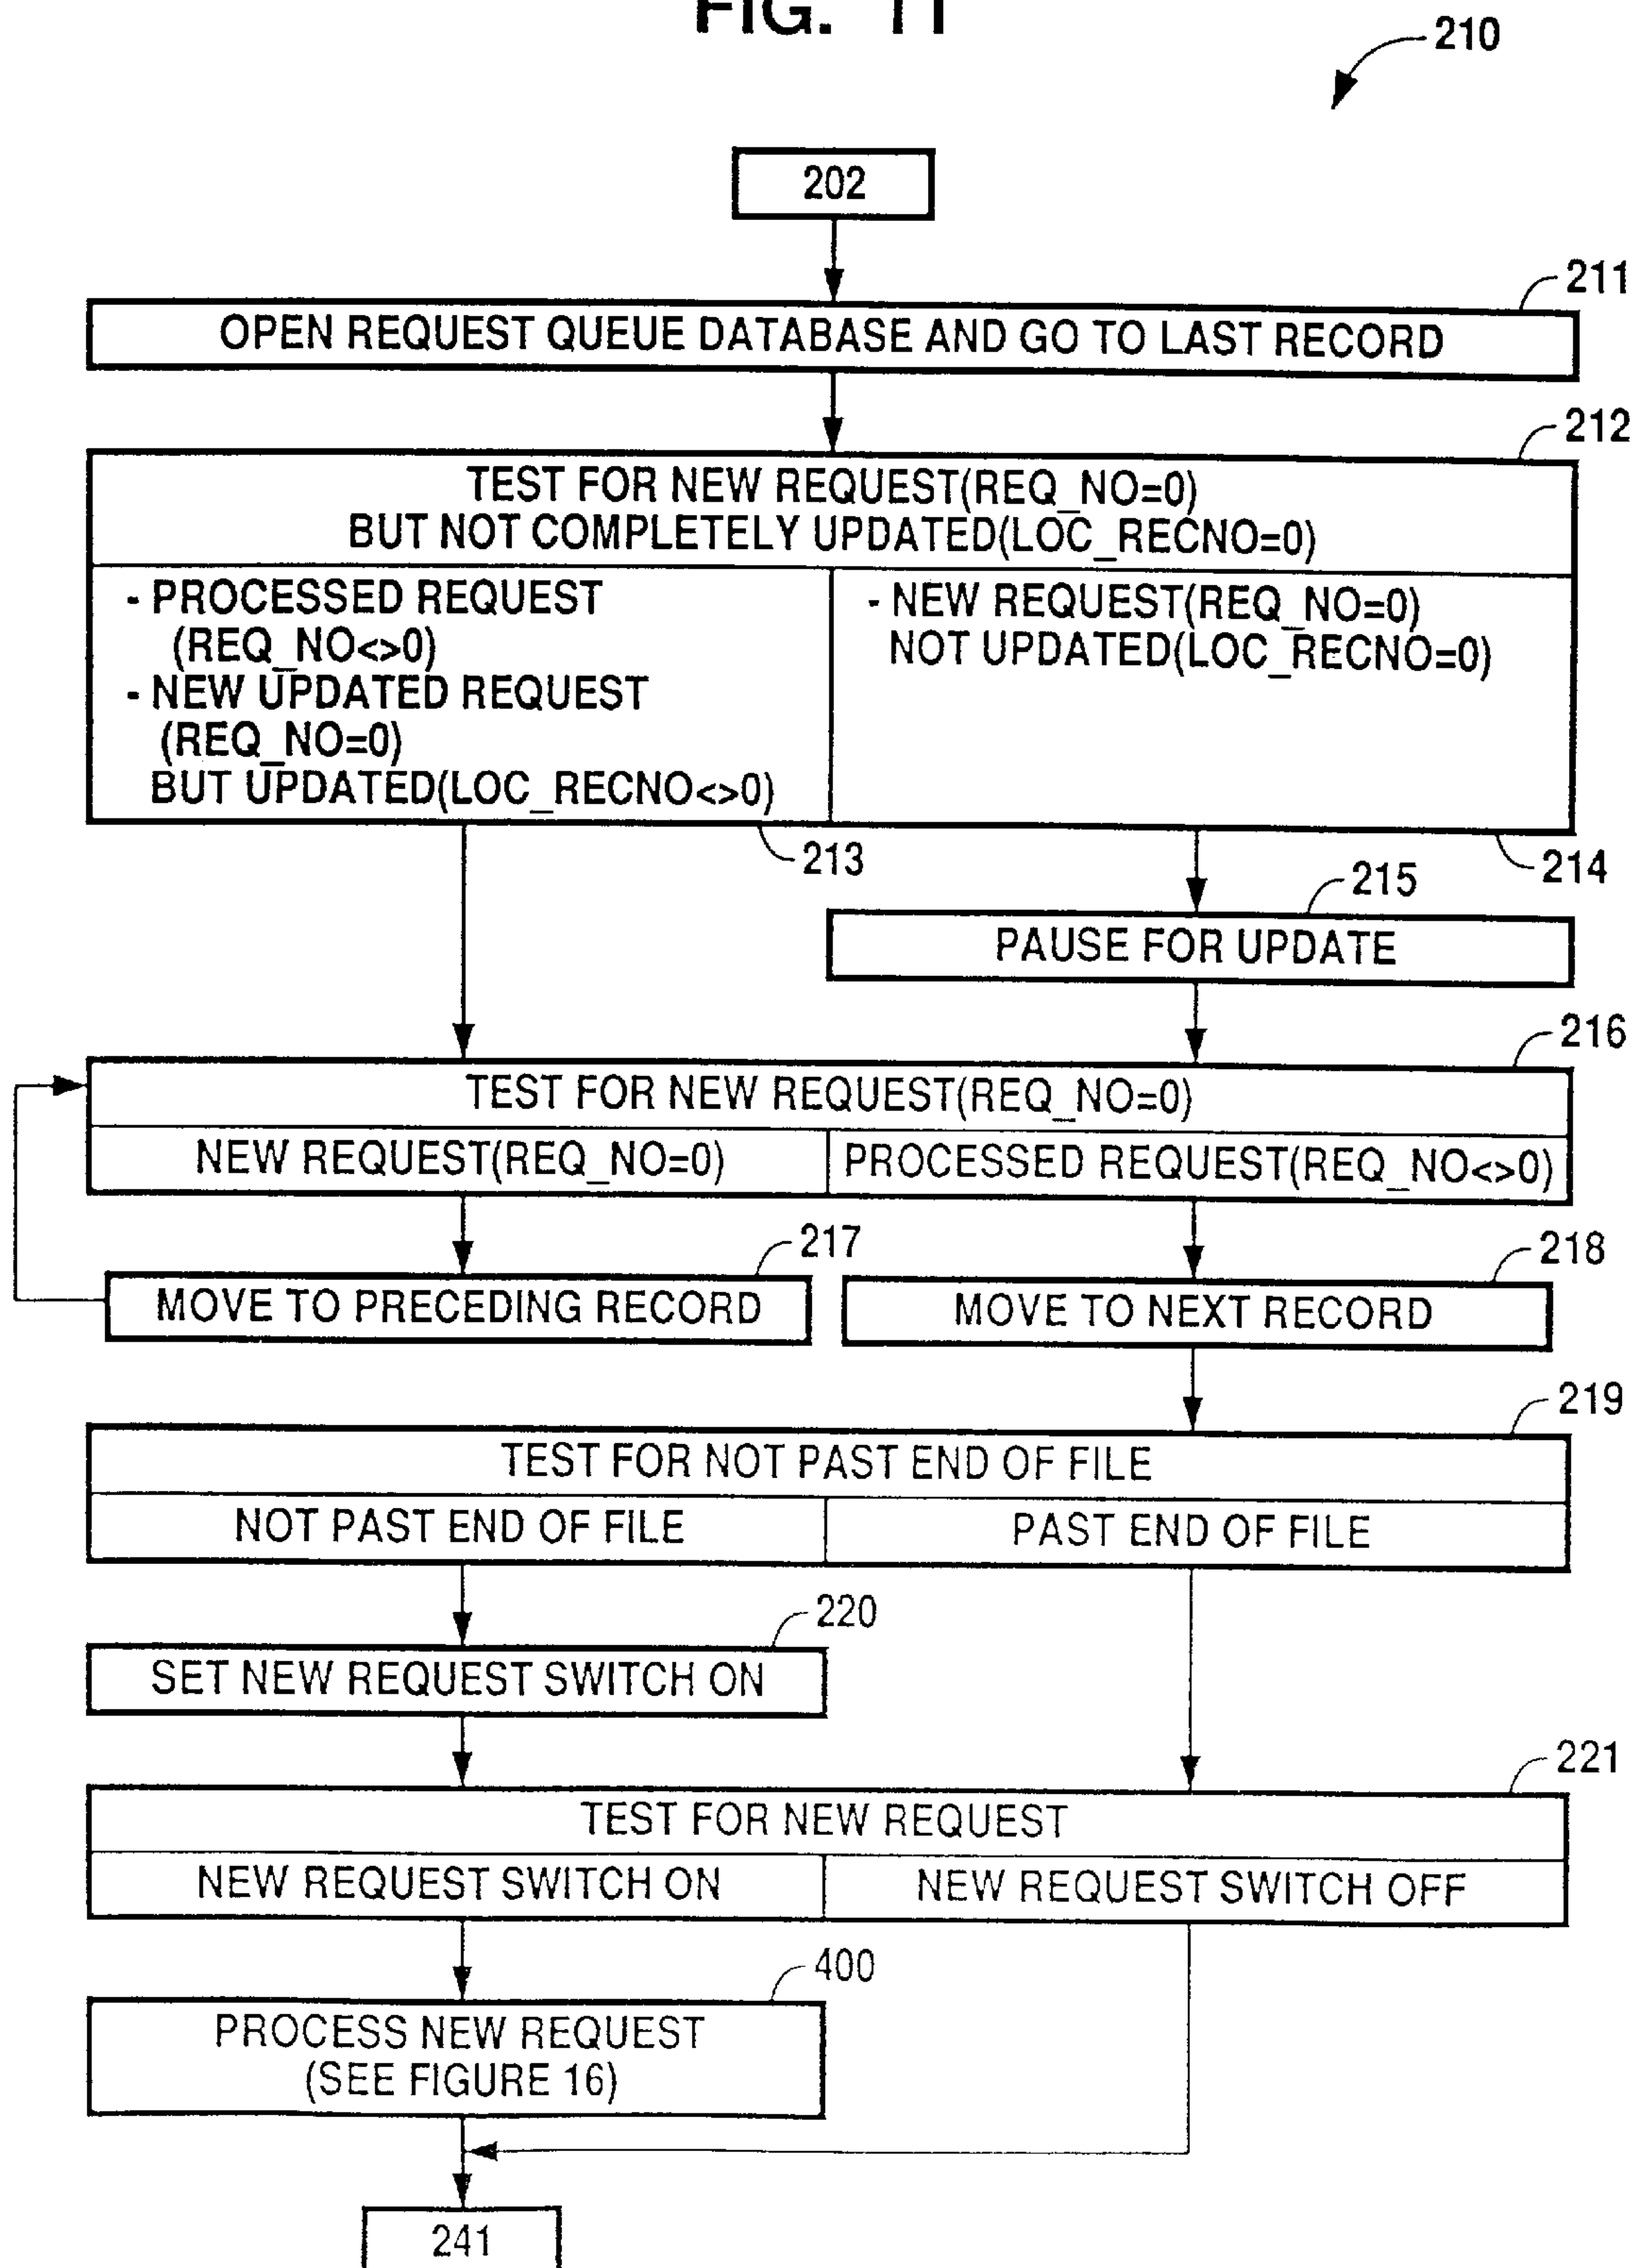 FIG. 11
210
202
211
OPEN REQUEST QUEUE DATABASE AND GO TO LAST RECORD
212
TEST FOR NEW REQUEST(REQ_NO=0)
BUT NOT COMPLETELY UPDATED(LOC_RECNO=0)
- PROCESSED REQUEST
(REQ_NO<>0)
- NEW UPDATED REQUEST
(REQ_NO=0)
BUT UPDATED(LOC_RECNO<>0)
- NEW REQUEST(REQ_NO=0)
NOT UPDATED(LOC_RECNO=0)
213
214
215
PAUSE FOR UPDATE
216
TEST FOR NEW REQUEST(REQ_NO=0)
NEW REQUEST(REQ_NO=0)
PROCESSED REQUEST(REQ_NO<>0)
217
218
MOVE TO PRECEDING RECORD
MOVE TO NEXT RECORD
219
TEST FOR NOT PAST END OF FILE
NOT PAST END OF FILE
PAST END OF FILE
220
SET NEW REQUEST SWITCH ON
221
TEST FOR NEW REQUEST
NEW REQUEST SWITCH ON
NEW REQUEST SWITCH OFF
400
PROCESS NEW REQUEST
(SEE FIGURE 16)
241